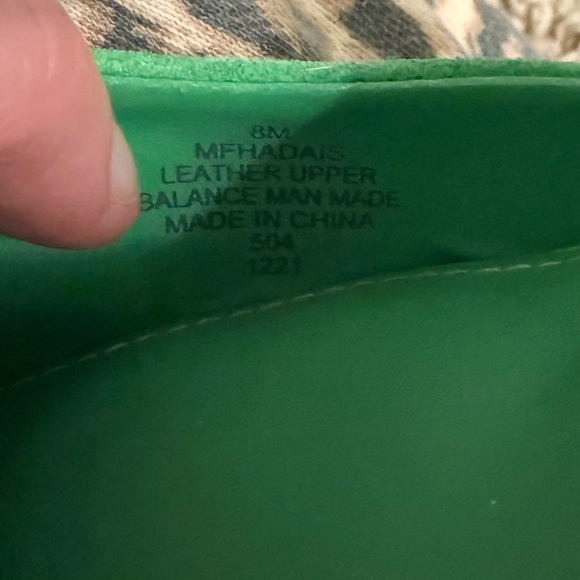 8M
MFHADAIS
LEATHER UPPER
BALANCE MAN MADE
MADE IN CHINA
504
1221